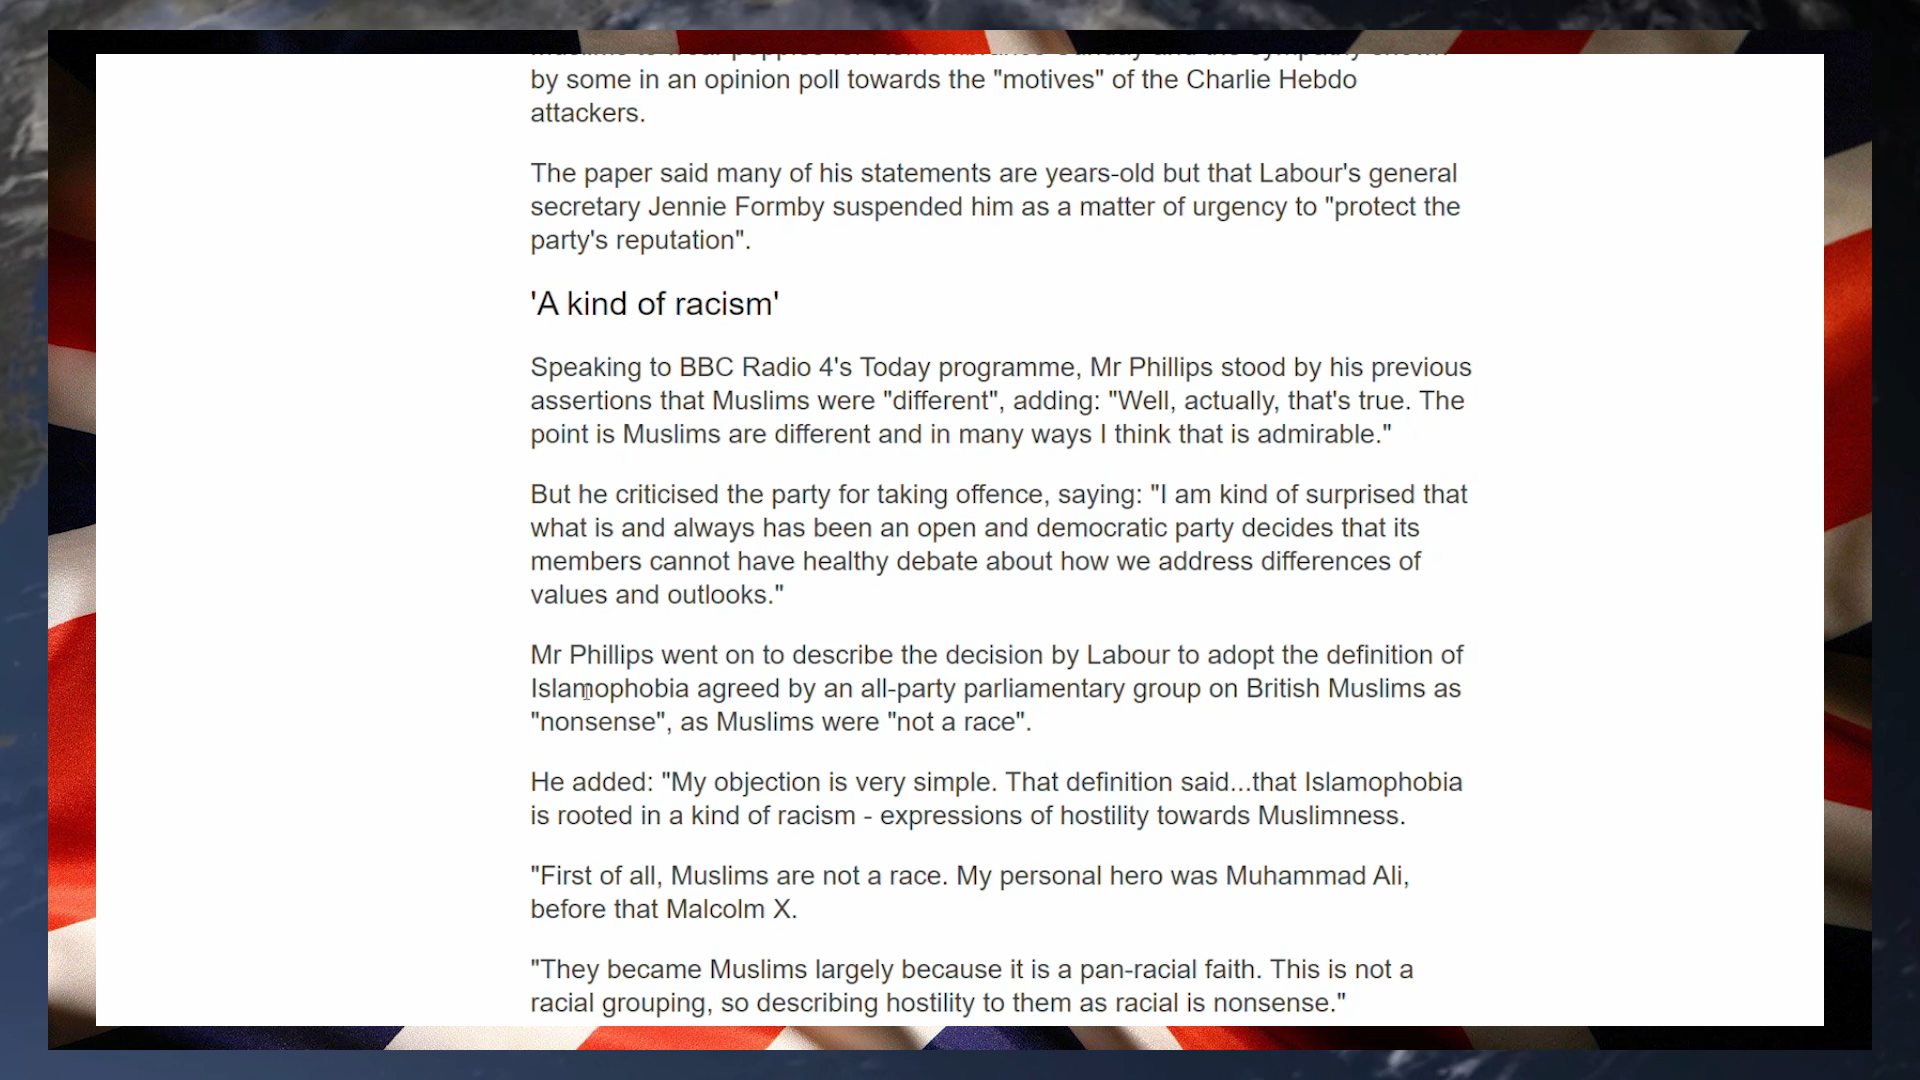 by some in an opinion poll towards the "motives" of the Charlie Hebdo
attackers.
The paper said many of his statements are years-old but that Labour's general
secretary Jennie Formby suspended him as a matter of urgency to "protect the
party's reputation".
'A kind of racism'
Speaking to BBC Radio 4's Today programme, Mr Phillips stood by his previous
assertions that Muslims were "different", adding: "Well, actually, that's true. The
point is Muslims are different and in many ways I think that is admirable."
But he criticised the party for taking offence, saying: "I am kind of surprised that
what is and always has been an open and democratic party decides that its
members cannot have healthy debate about how we address differences of
values and outlooks."
Mr Phillips went on to describe the decision by Labour to adopt the definition of
Islamophobia agreed by an all-party parliamentary group on British Muslims as
"nonsense", as Muslims were "not a race".
He added: "My objection is very simple. That definition said...that Islamophobia
is rooted in a kind of racism - expressions of hostility towards Muslimness.
"First of all, Muslims are not a race. My personal hero was Muhammad Ali,
before that Malcolm X.
"They became Muslims largely because it is a pan-racial faith. This is not a
racial grouping, so describing hostility to them as racial is nonsense."